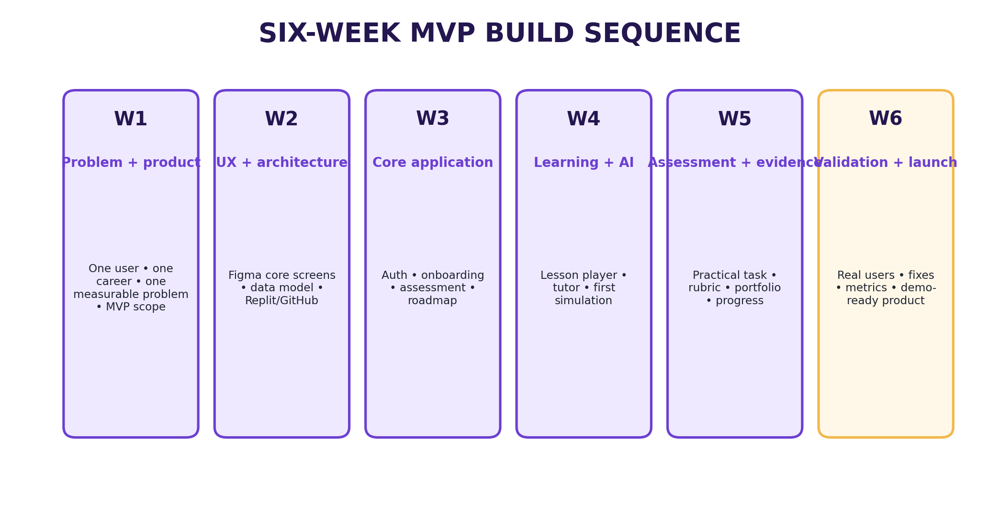 SIX-WEEK MVP BUILD SEQUENCE
W1
Problem + product
One user • one
career • one
measurable problem
• MVP scope
W2
UX + architecture
Figma core screens
• data model •
Replit/GitHub
W3
Core application
Auth • onboarding
• assessment •
roadmap
W4
Learning + AI
Lesson player •
tutor • first
simulation
W5
Assessment + evidence
Practical task •
rubric • portfolio
• progress
W6
Validation + launch
Real users • fixes
• metrics • demo-
ready product